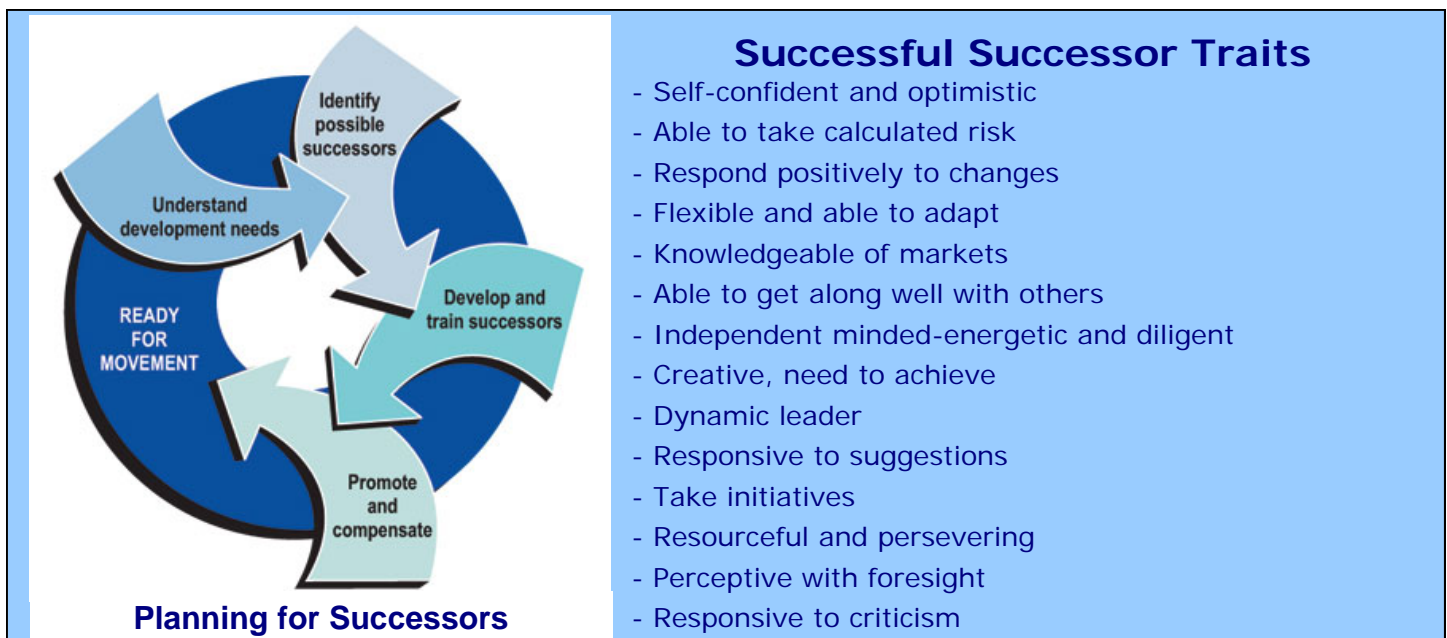 Identify
possible
successors
Understand
development needs
Develop and
train successors
READY
FOR
MOVEMENT
Promote
and
compensate
Planning for Successors
Successful Successor Traits
- Self-confident and optimistic
- Able to take calculated risk
- Respond positively to changes
- Flexible and able to adapt
- Knowledgeable of markets
- Able to get along well with others
- Independent minded-energetic and diligent
- Creative, need to achieve
- Dynamic leader
- Responsive to suggestions
- Take initiatives
- Resourceful and persevering
- Perceptive with foresight
- Responsive to criticism